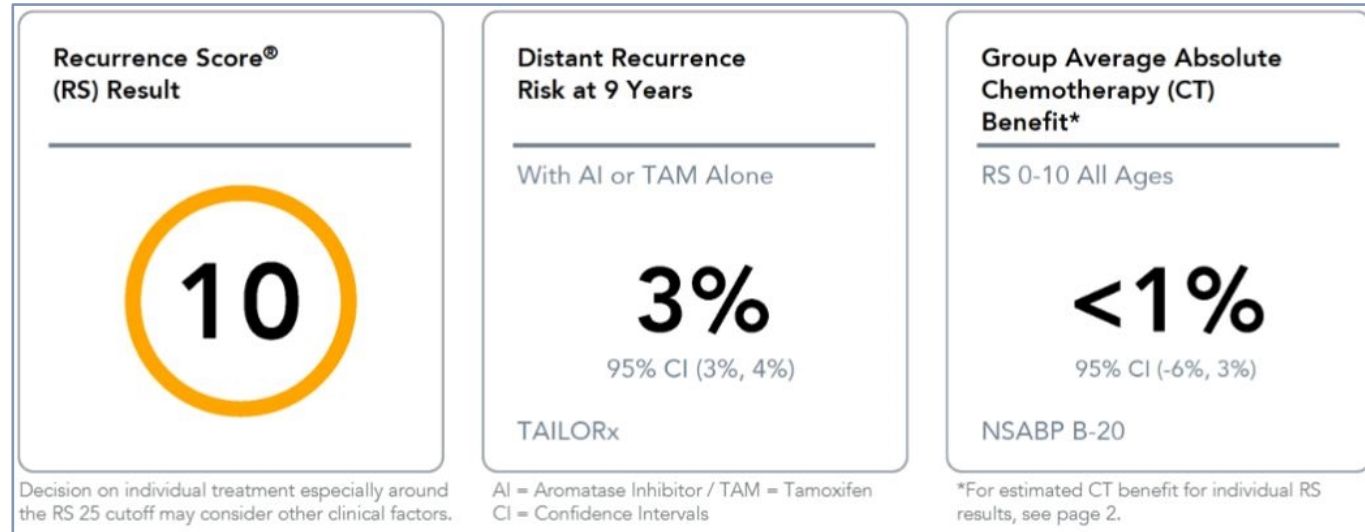 Recurrence Score®
(RS) Result
10
Decision on individual treatment especially around
the RS 25 cutoff may consider other clinical factors.
Distant Recurrence
Risk at 9 Years
With AI or TAM Alone
3%
95% CI (3%, 4%)
TAILORx
AI = Aromatase Inhibitor / TAM = Tamoxifen
CI = Confidence Intervals
Group Average Absolute
Chemotherapy (CT)
Benefit*
RS 0-10 All Ages
<1%
95% CI (-6%, 3%)
NSABP B-20
*For estimated CT benefit for individual RS
results, see page 2.